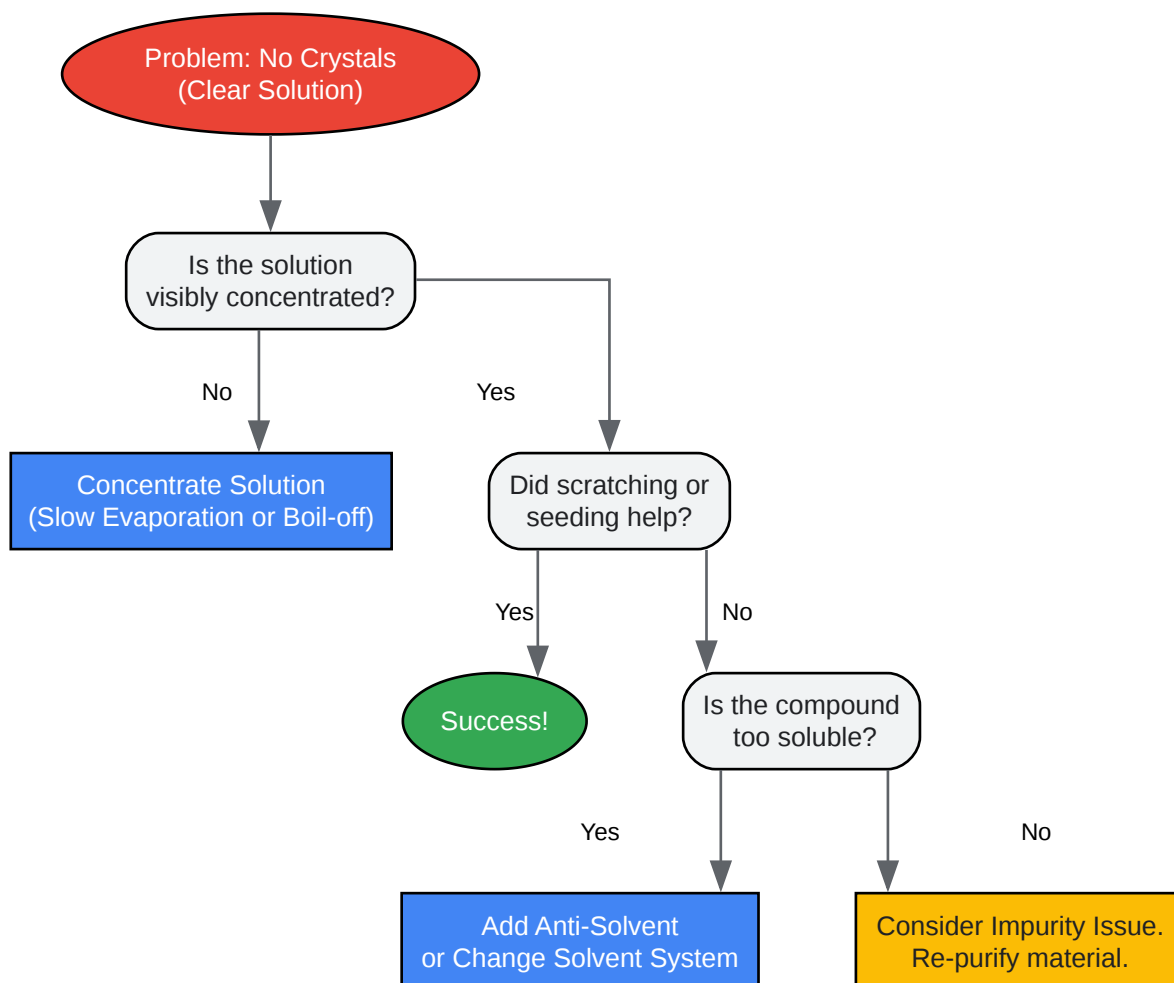 Problem: No Crystals
(Clear Solution)
Is the solution
visibly concentrated?
No
Yes
Concentrate Solution
(Slow Evaporation or Boil-off)
Did scratching or
seeding help?
Yes
No
Success!
Is the compound
too soluble?
Yes
No
Add Anti-Solvent
or Change Solvent System
Consider Impurity Issue.
Re-purify material.